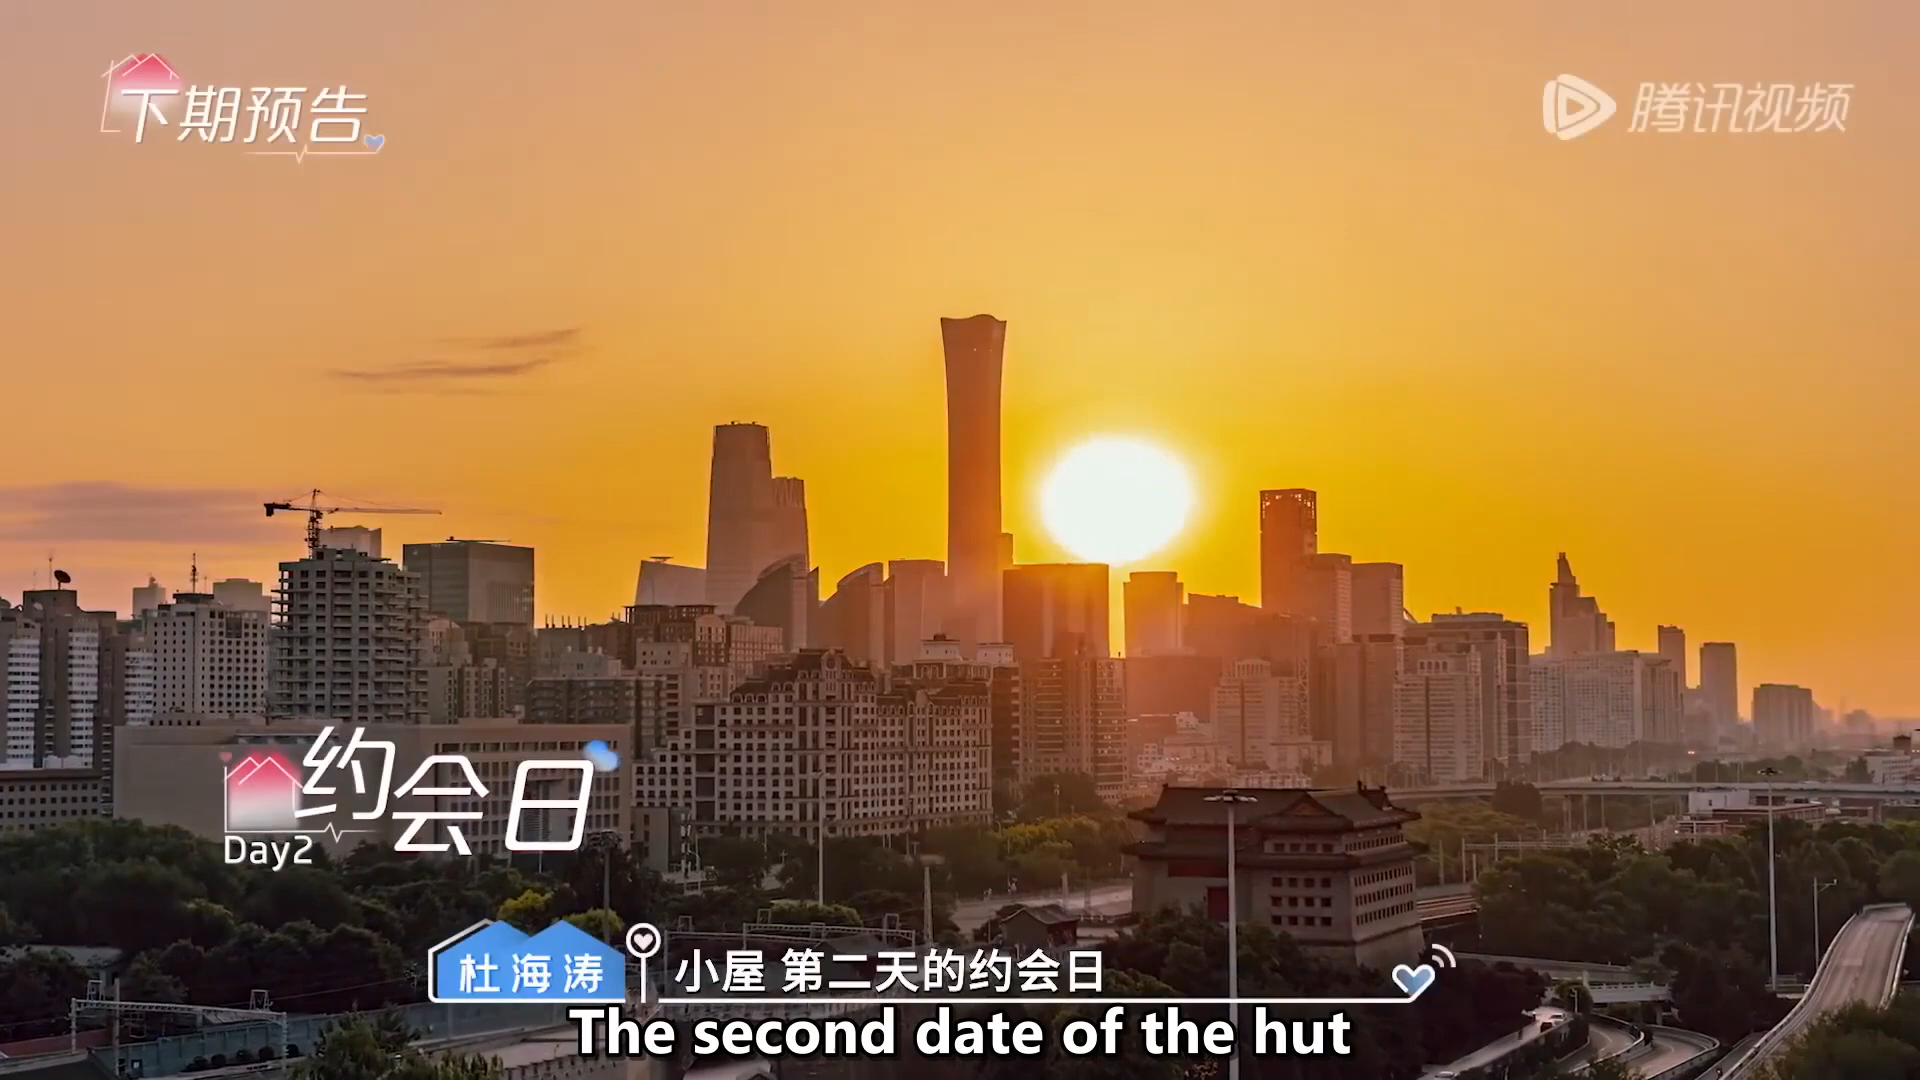 下期预告
腾讯视频
约会日
Day2
杜海涛
小屋 第二天的约会日
The second date of the hut